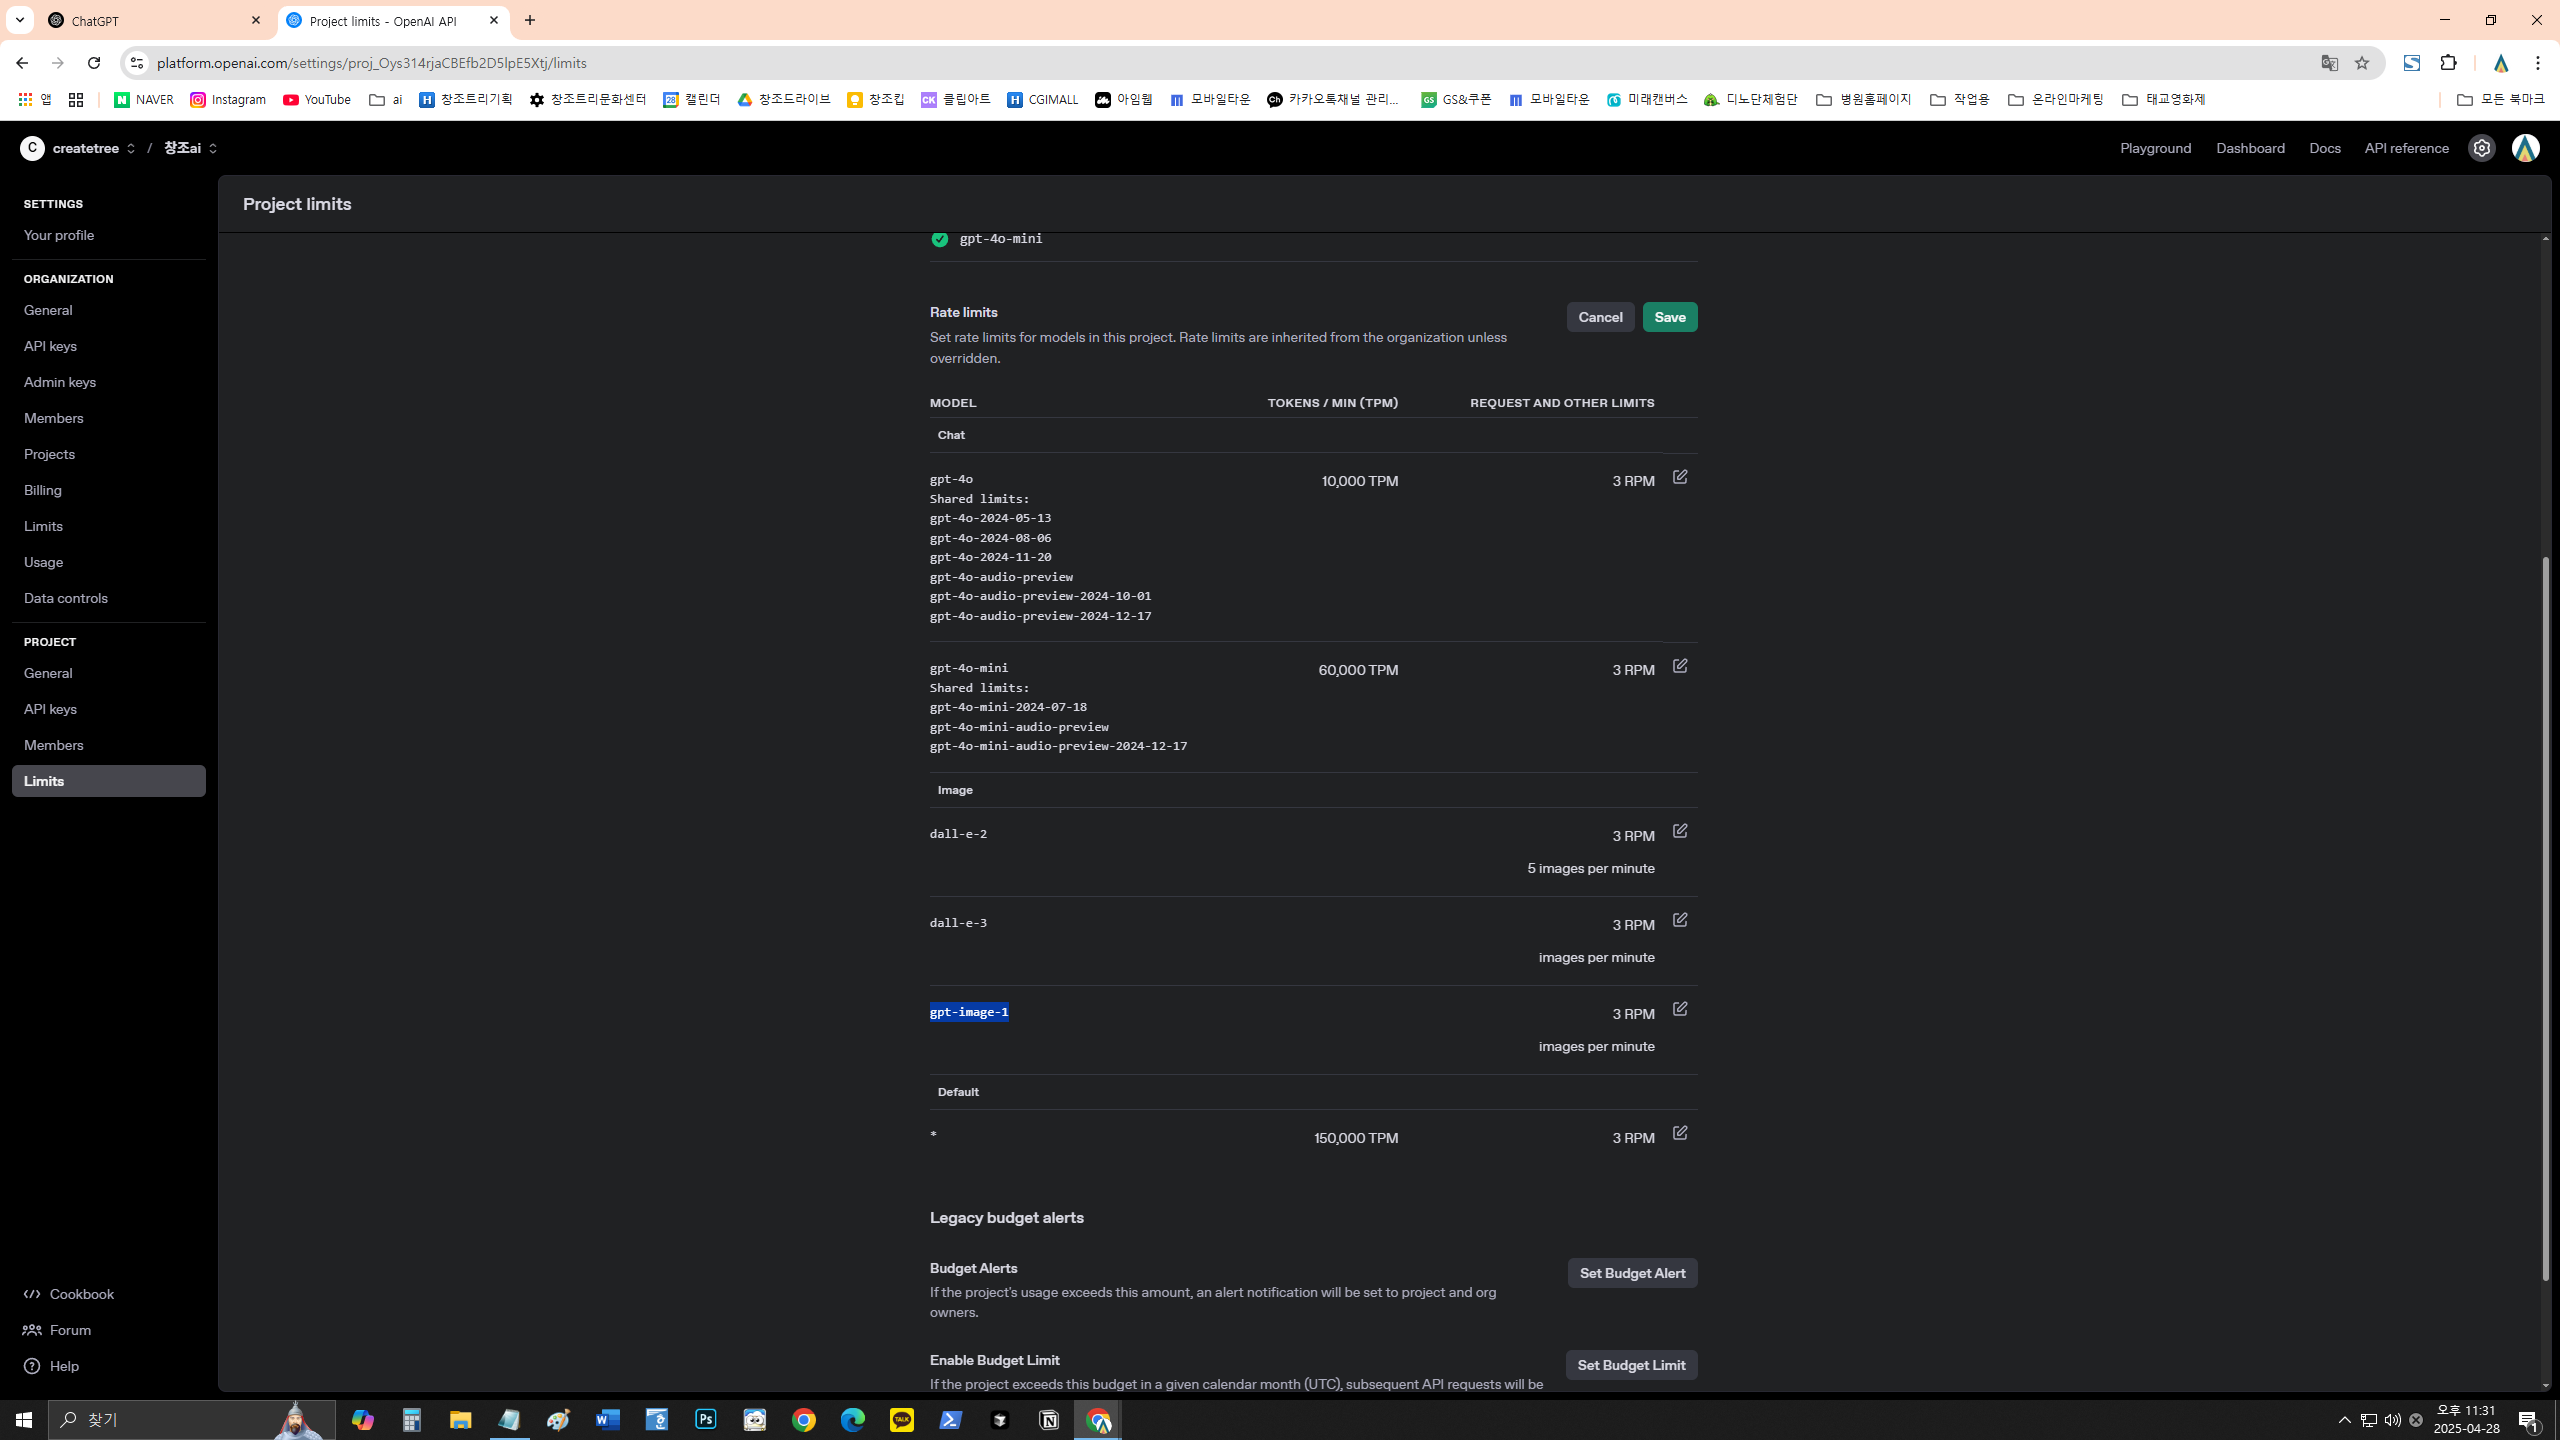 ChatGPT
Project limits - OpenAI API
platform.openai.com/settings/proj_Oys314rjaCBEfb2D5lpE5Xtj/limits
앱 NAVER Instagram YouTube ai 창조트리기획 창조트리문화센터 캘린더 창조드라이브 창조킵 클립아트 CGIMALL 아임웹 모바일타운 카카오톡채널 관리... GS&쿠폰 모바일타운 미래캔버스 디노단체험단 병원홈페이지 작업용 온라인마케팅 태교영화제 모든 북마크
C createtree / 창조ai
Playground Dashboard Docs API reference
SETTINGS
Your profile
ORGANIZATION
General
API keys
Admin keys
Members
Projects
Billing
Limits
Usage
Data controls
PROJECT
General
API keys
Members
Limits
Cookbook
Forum
Help
Project limits
gpt-4o-mini
Rate limits
Cancel Save
Set rate limits for models in this project. Rate limits are inherited from the organization unless
overridden.
MODEL TOKENS / MIN (TPM) REQUEST AND OTHER LIMITS
Chat
gpt-4o 10,000 TPM 3 RPM
Shared limits:
gpt-4o-2024-05-13
gpt-4o-2024-08-06
gpt-4o-2024-11-20
gpt-4o-audio-preview
gpt-4o-audio-preview-2024-10-01
gpt-4o-audio-preview-2024-12-17
gpt-4o-mini 60,000 TPM 3 RPM
Shared limits:
gpt-4o-mini-2024-07-18
gpt-4o-mini-audio-preview
gpt-4o-mini-audio-preview-2024-12-17
Image
dall-e-2 3 RPM
5 images per minute
dall-e-3 3 RPM
images per minute
gpt-image-1 3 RPM
images per minute
Default
* 150,000 TPM 3 RPM
Legacy budget alerts
Budget Alerts
Set Budget Alert
If the project's usage exceeds this amount, an alert notification will be set to project and org
owners.
Enable Budget Limit
Set Budget Limit
If the project exceeds this budget in a given calendar month (UTC), subsequent API requests will be
찾기
오후 11:31
2025-04-28